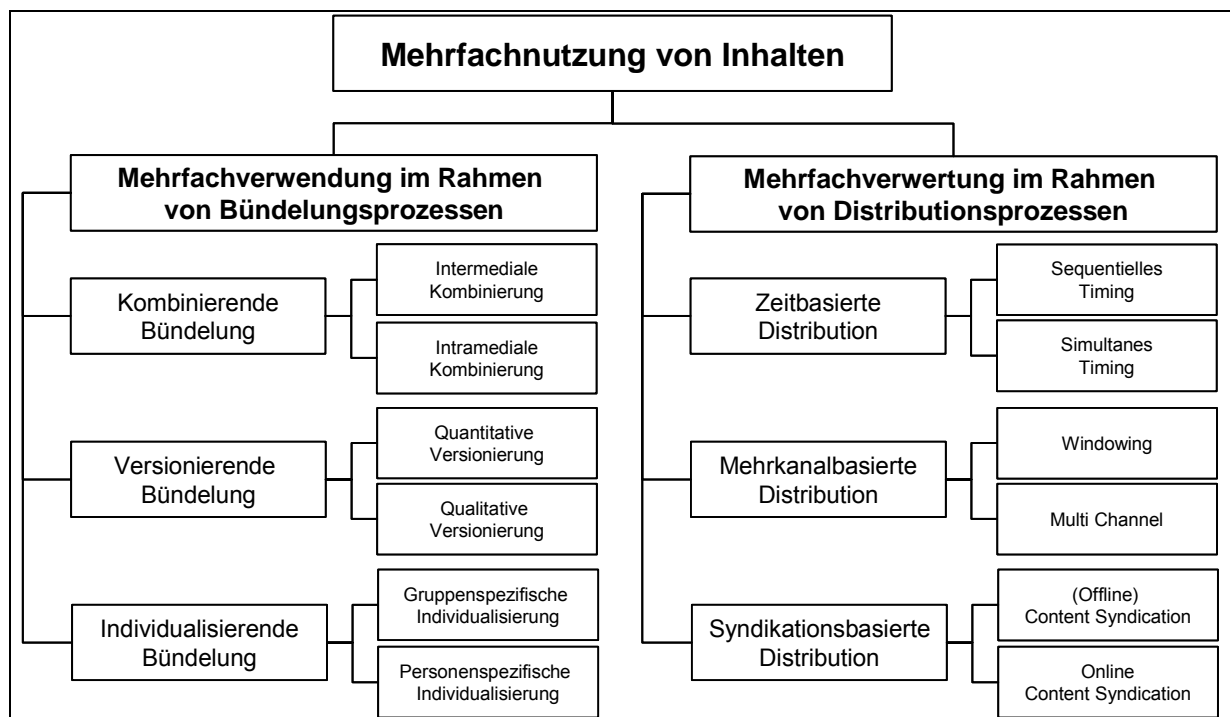 Mehrfachnutzung von Inhalten
Mehrfachverwendung im Rahmen
von Bündelungsprozessen
Kombinierende
Bündelung
Intermediale
Kombinierung
Intramediale
Kombinierung
Versionierende
Bündelung
Quantitative
Versionierung
Qualitative
Versionierung
Individualisierende
Bündelung
Gruppenspezifische
Individualisierung
Personenspezifische
Individualisierung
Mehrfachverwertung im Rahmen
von Distributionsprozessen
Zeitbasierte
Distribution
Sequentielles
Timing
Simultanes
Timing
Mehrkanalbasierte
Distribution
Windowing
Multi Channel
Syndikationsbasierte
Distribution
(Offline)
Content Syndication
Online
Content Syndication